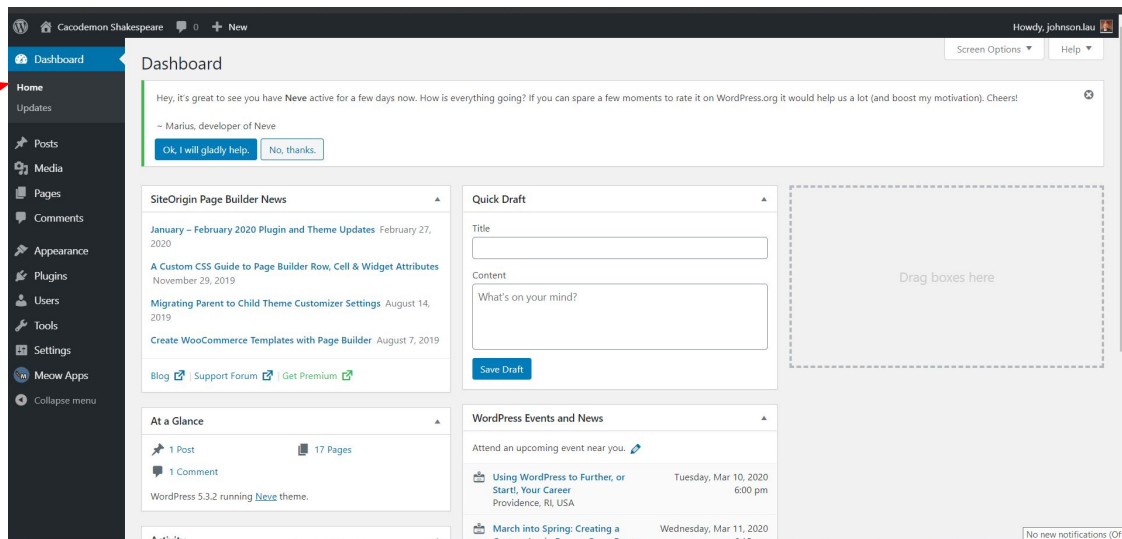 Cacodemon Shakespeare 0 + New Howdy, johnson.lau
Screen Options ▼ Help ▼
Dashboard
Home
Updates
Posts
Media
Pages
Comments
Appearance
Plugins
Users
Tools
Settings
Meow Apps
Collapse menu
Dashboard
Hey, it's great to see you have Neve active for a few days now. How is everything going? If you can spare a few moments to rate it on WordPress.org it would help us a lot (and boost my motivation). Cheers!
~ Marius, developer of Neve
Ok, I will gladly help. No, thanks.
SiteOrigin Page Builder News
January – February 2020 Plugin and Theme Updates February 27,
2020
A Custom CSS Guide to Page Builder Row, Cell & Widget Attributes
November 29, 2019
Migrating Parent to Child Theme Customizer Settings August 14,
2019
Create WooCommerce Templates with Page Builder August 7, 2019
Blog | Support Forum | Get Premium
At a Glance
1 Post 17 Pages
1 Comment
WordPress 5.3.2 running Neve theme.
Quick Draft
Title
Content
What's on your mind?
Save Draft
WordPress Events and News
Attend an upcoming event near you.
Using WordPress to Further, or Tuesday, Mar 10, 2020
Start!, Your Career 6:00 pm
Providence, RI, USA
March into Spring: Creating a Wednesday, Mar 11, 2020
Drag boxes here
No new notifications (Of